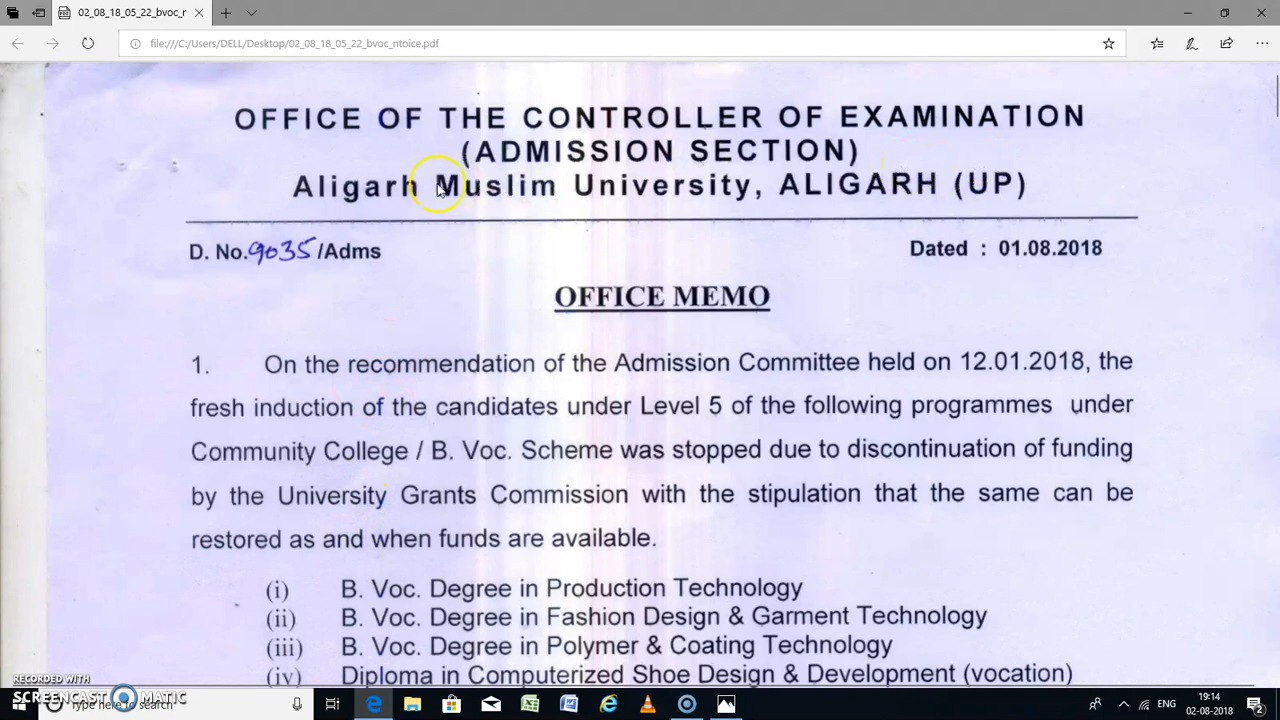 02_08_18_05_22_bvoc_r
file:///C:/Users/DELL/Desktop/02_08_18_05_22_bvoc_ntoice.pdf
OFFICE OF THE CONTROLLER OF EXAMINATION
(ADMISSION SECTION)
Aligarh Muslim University, ALIGARH (UP)
D. No.9035/Adms
Dated : 01.08.2018
OFFICE MEMO
1. On the recommendation of the Admission Committee held on 12.01.2018, the
fresh induction of the candidates under Level 5 of the following programmes under
Community College / B. Voc. Scheme was stopped due to discontinuation of funding
by the University Grants Commission with the stipulation that the same can be
restored as and when funds are available.
(i) B. Voc. Degree in Production Technology
(ii) B. Voc. Degree in Fashion Design & Garment Technology
(iii) B. Voc. Degree in Polymer & Coating Technology
(iv) Diploma in Computerized Shoe Design & Development (vocation)
RECORDED WITH
SCREENCAST MATIC
Type here to search
ENG
19:14
02-08-2018
2